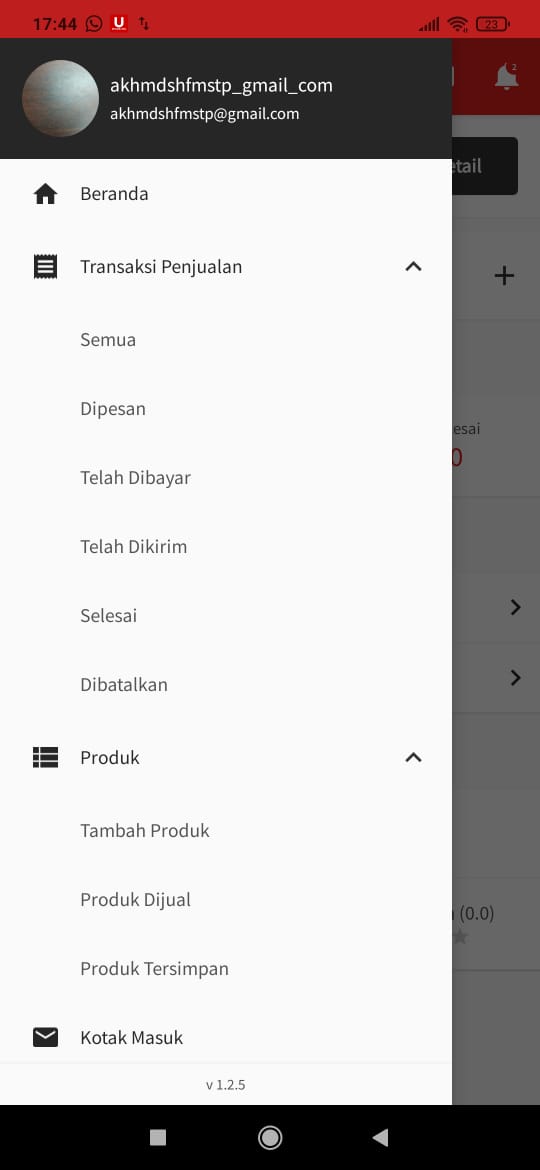 17:44
U
23
akhmdshfmstp_gmail_com
akhmdshfmstp@gmail.com
2
etail
Beranda
Transaksi Penjualan
Semua
Dipesan
esai
0
Telah Dibayar
Telah Dikirim
Selesai
Dibatalkan
Produk
Tambah Produk
Produk Dijual
(0.0)
Produk Tersimpan
Kotak Masuk
v 1.2.5